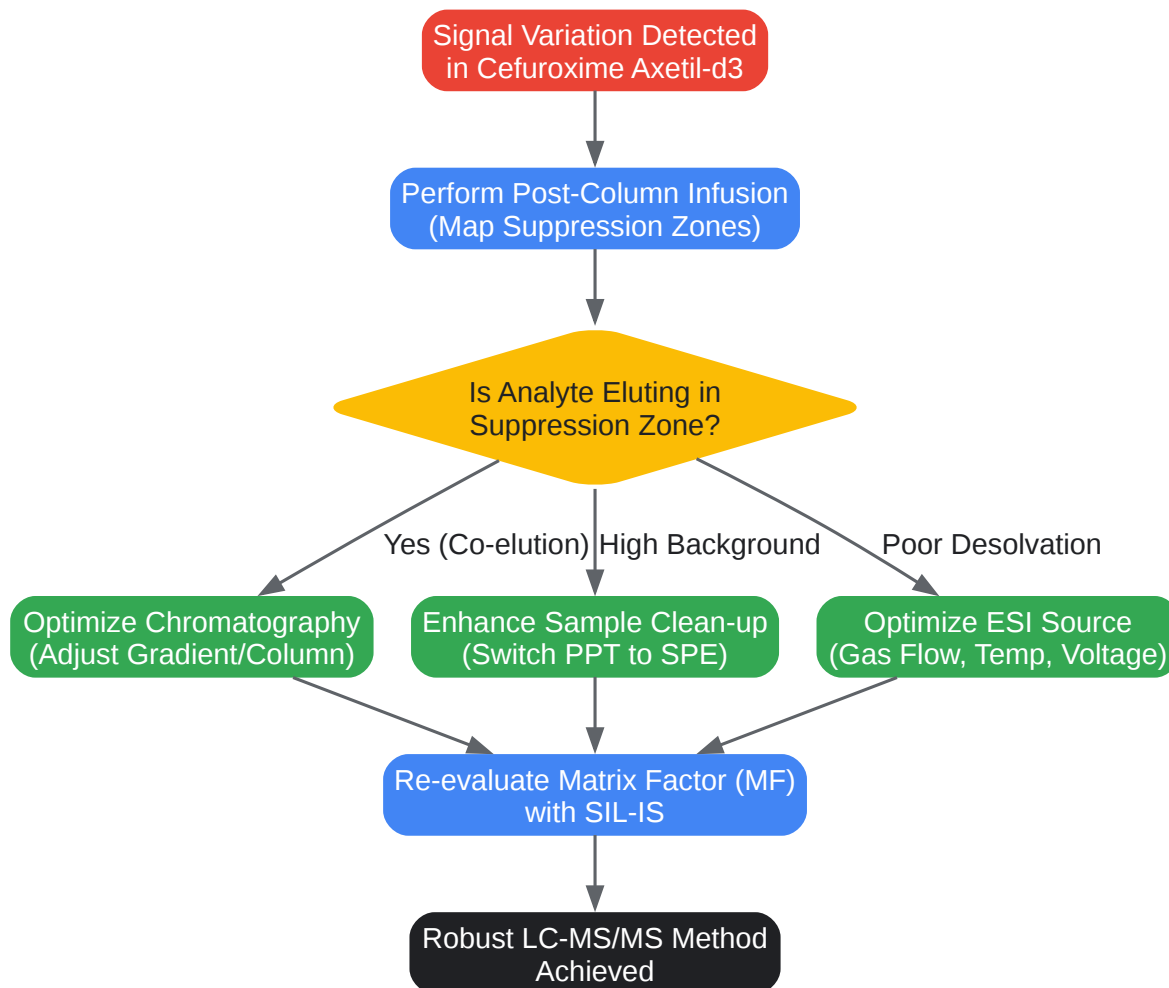 Signal Variation Detected
in Cefuroxime Axetil-d3
Perform Post-Column Infusion
(Map Suppression Zones)
Is Analyte Eluting in
Suppression Zone?
Yes (Co-elution)
High Background
Poor Desolvation
Optimize Chromatography
(Adjust Gradient/Column)
Enhance Sample Clean-up
(Switch PPT to SPE)
Optimize ESI Source
(Gas Flow, Temp, Voltage)
Re-evaluate Matrix Factor (MF)
with SIL-IS
Robust LC-MS/MS Method
Achieved